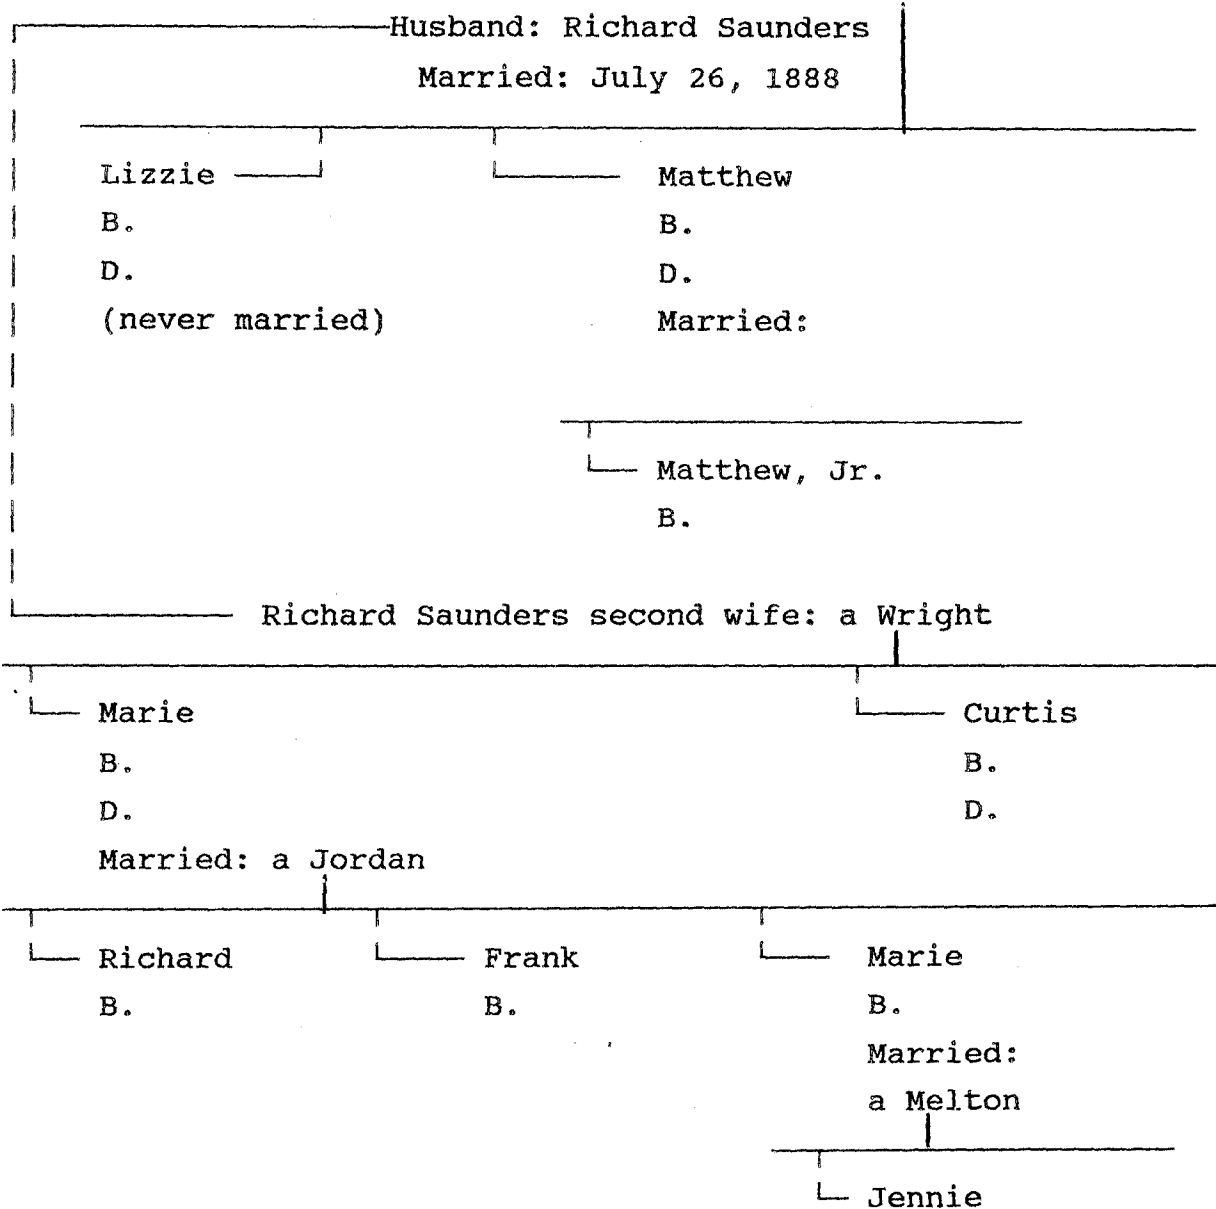 Husband: Richard Saunders
Married: July 26, 1888
Lizzie Matthew
B. B.
D. D.
(never married) Married:
Matthew, Jr.
B.
Richard Saunders second wife: a Wright
Marie Curtis
B. B.
D. D.
Married: a Jordan
Richard Frank Marie
B. B. B.
Married:
a Melton
Jennie